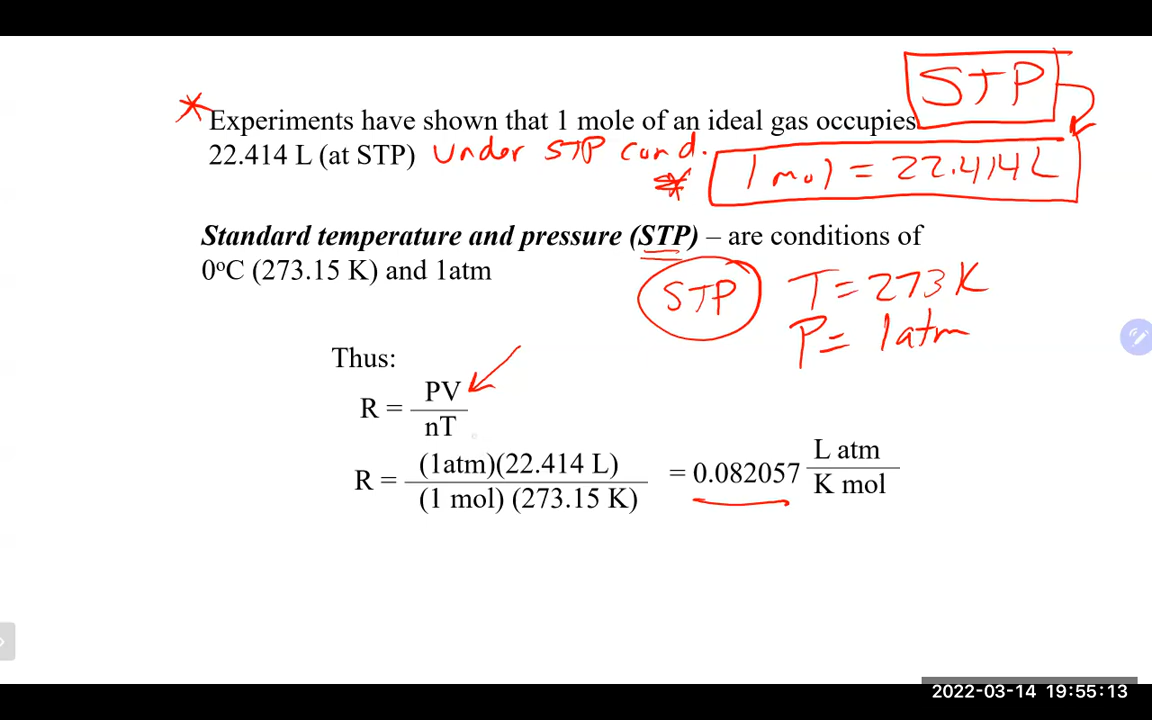 STP
*Experiments have shown that 1 mole of an ideal gas occupies
22.414 L (at STP) Under STP cond.
* 1 mol = 22.414 L
Standard temperature and pressure (STP) – are conditions of
0°C (273.15 K) and 1atm
STP T = 273 K
P = 1 atm
Thus:
R = PV
nT
R = (1atm)(22.414 L)
(1 mol) (273.15 K)
= 0.082057 L atm
K mol
2022-03-14 19:55:13